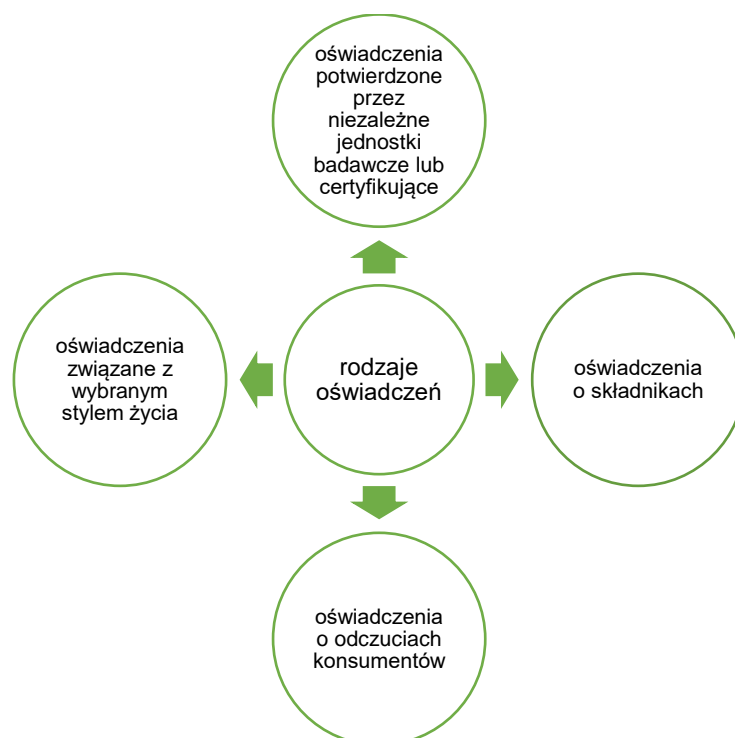 oświadczenia
potwierdzone
przez
niezależne
jednostki
badawcze lub
certyfikujące
oświadczenia
związane z
wybranym
stylem życia
rodzaje
oświadczeń
oświadczenia
o składnikach
oświadczenia
o odczuciach
konsumentów